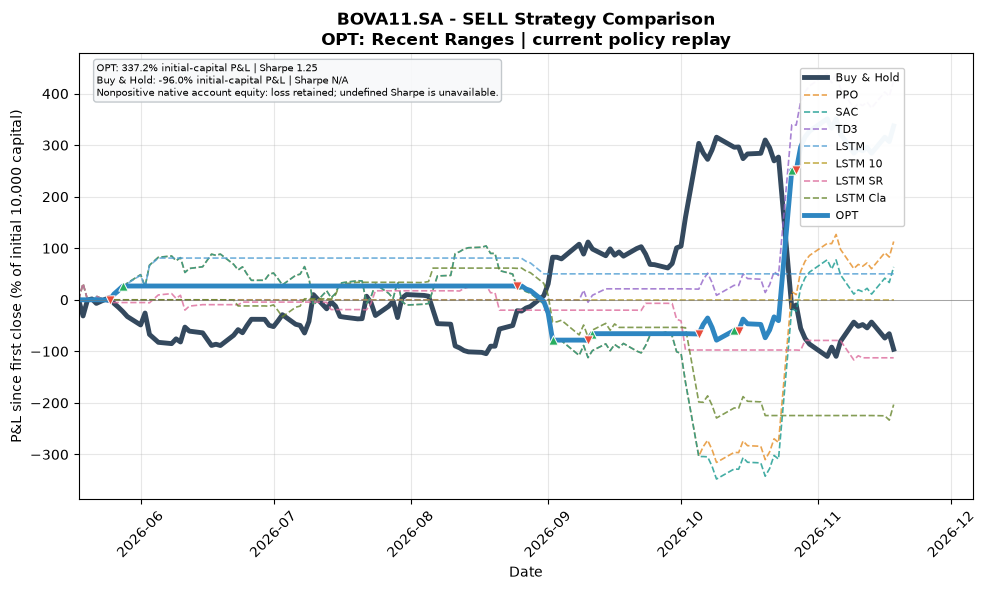 BOVA11.SA - SELL Strategy Comparison
OPT: Recent Ranges | current policy replay
OPT: 337.2% initial-capital P&L | Sharpe 1.25
Buy & Hold: -96.0% initial-capital P&L | Sharpe N/A
Nonpositive native account equity: loss retained; undefined Sharpe is unavailable.
Buy & Hold
PPO
SAC
TD3
LSTM
LSTM 10
LSTM SR
LSTM Cla
OPT
P&L since first close (% of initial 10,000 capital)
400
300
200
100
0
−100
−200
−300
2026-06
2026-07
2026-08
2026-09
2026-10
2026-11
2026-12
Date